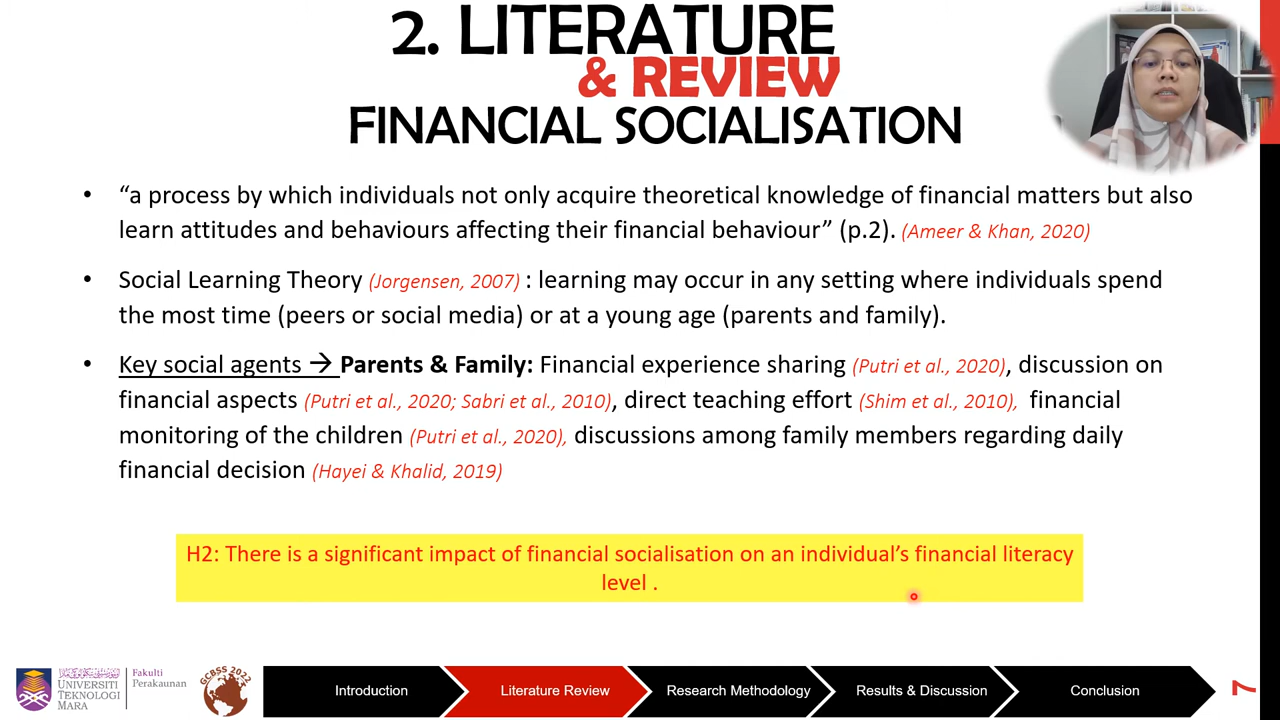 2. LITERATURE
& REVIEW
FINANCIAL SOCIALISATION
• “a process by which individuals not only acquire theoretical knowledge of financial matters but also
learn attitudes and behaviours affecting their financial behaviour” (p.2). (Ameer & Khan, 2020)
• Social Learning Theory (Jorgensen, 2007) : learning may occur in any setting where individuals spend
the most time (peers or social media) or at a young age (parents and family).
• Key social agents → Parents & Family: Financial experience sharing (Putri et al., 2020), discussion on
financial aspects (Putri et al., 2020; Sabri et al., 2010), direct teaching effort (Shim et al., 2010), financial
monitoring of the children (Putri et al., 2020), discussions among family members regarding daily
financial decision (Hayei & Khalid, 2019)
H2: There is a significant impact of financial socialisation on an individual’s financial literacy
level .
UNIVERSITI
TEKNOLOGI
MARA
Fakulti
Perakaunan
GCBSS 2022
Introduction
Literature Review
Research Methodology
Results & Discussion
Conclusion
7